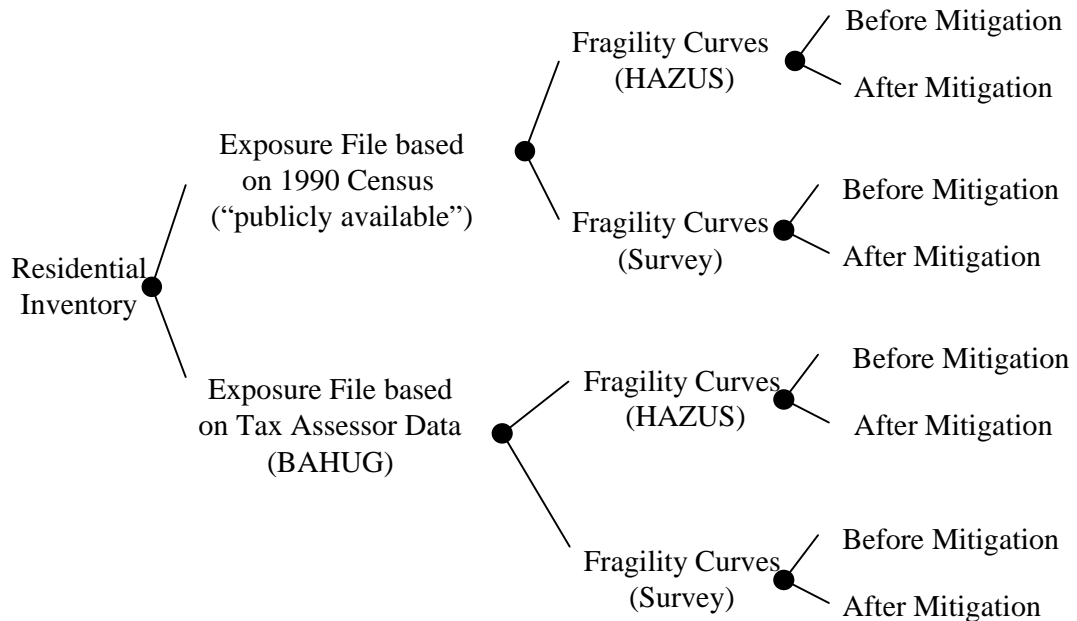 Residential
Inventory
Exposure File based
on 1990 Census
(“publicly available”)
Fragility Curves
(HAZUS)
Before Mitigation
After Mitigation
Fragility Curves
(Survey)
Before Mitigation
After Mitigation
Exposure File based
on Tax Assessor Data
(BAHUG)
Fragility Curves
(HAZUS)
Before Mitigation
After Mitigation
Fragility Curves
(Survey)
Before Mitigation
After Mitigation